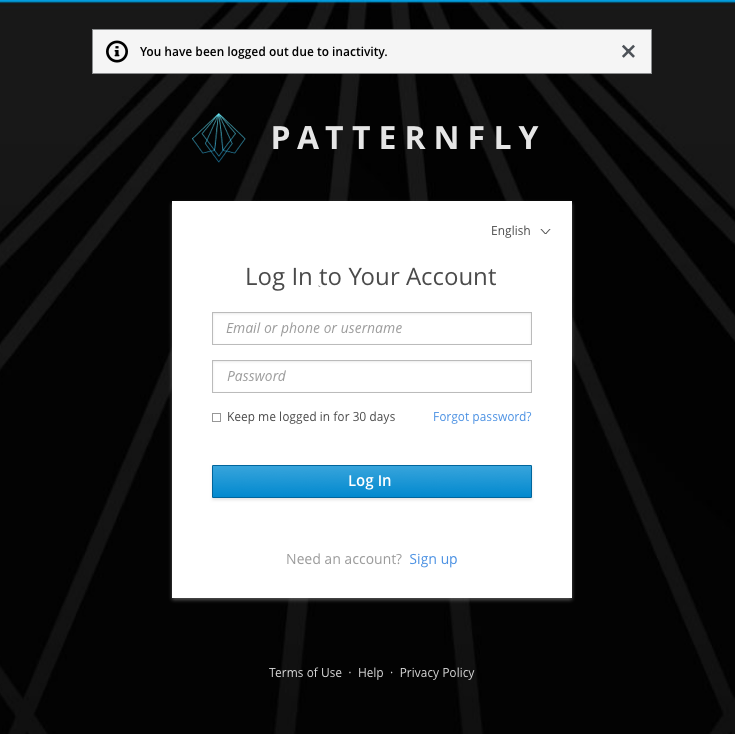 You have been logged out due to inactivity.
PATTERNFLY
English
Log In to Your Account
Email or phone or username
Password
Keep me logged in for 30 days Forgot password?
Log In
Need an account? Sign up
Terms of Use · Help · Privacy Policy